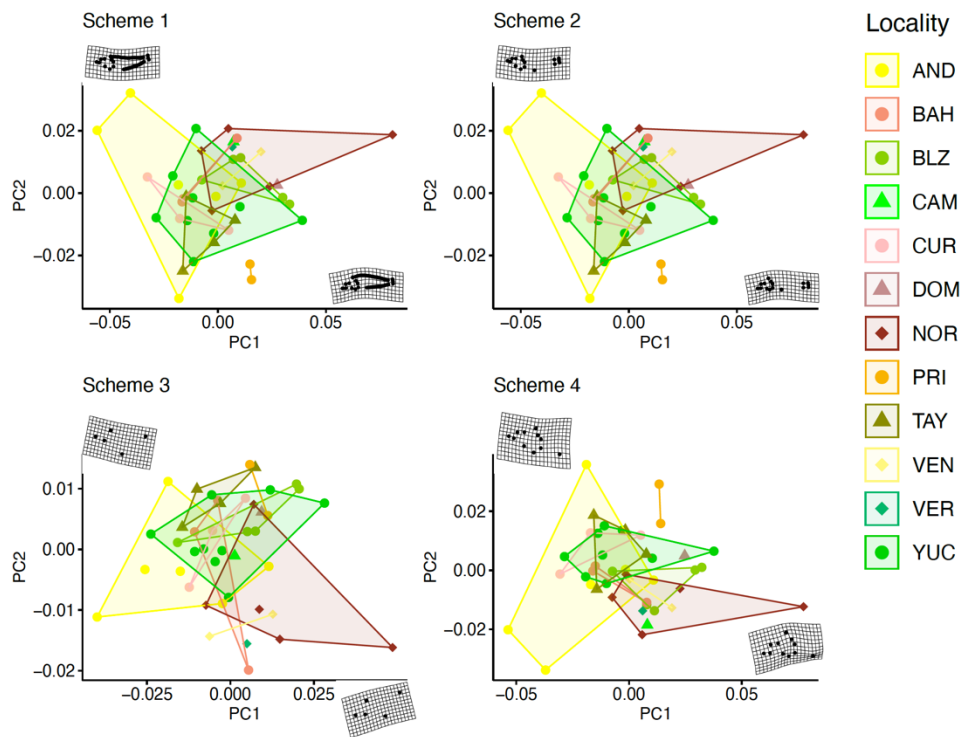 Scheme 1
PC2
0.02
0.00
−0.02
−0.05
0.00
0.05
PC1
Scheme 2
PC2
0.02
0.00
−0.02
−0.05
0.00
0.05
PC1
Scheme 3
PC2
0.01
0.00
−0.01
−0.02
−0.025
0.000
0.025
PC1
Scheme 4
PC2
0.02
0.00
−0.02
−0.05
0.00
0.05
PC1
Locality
AND
BAH
BLZ
CAM
CUR
DOM
NOR
PRI
TAY
VEN
VER
YUC